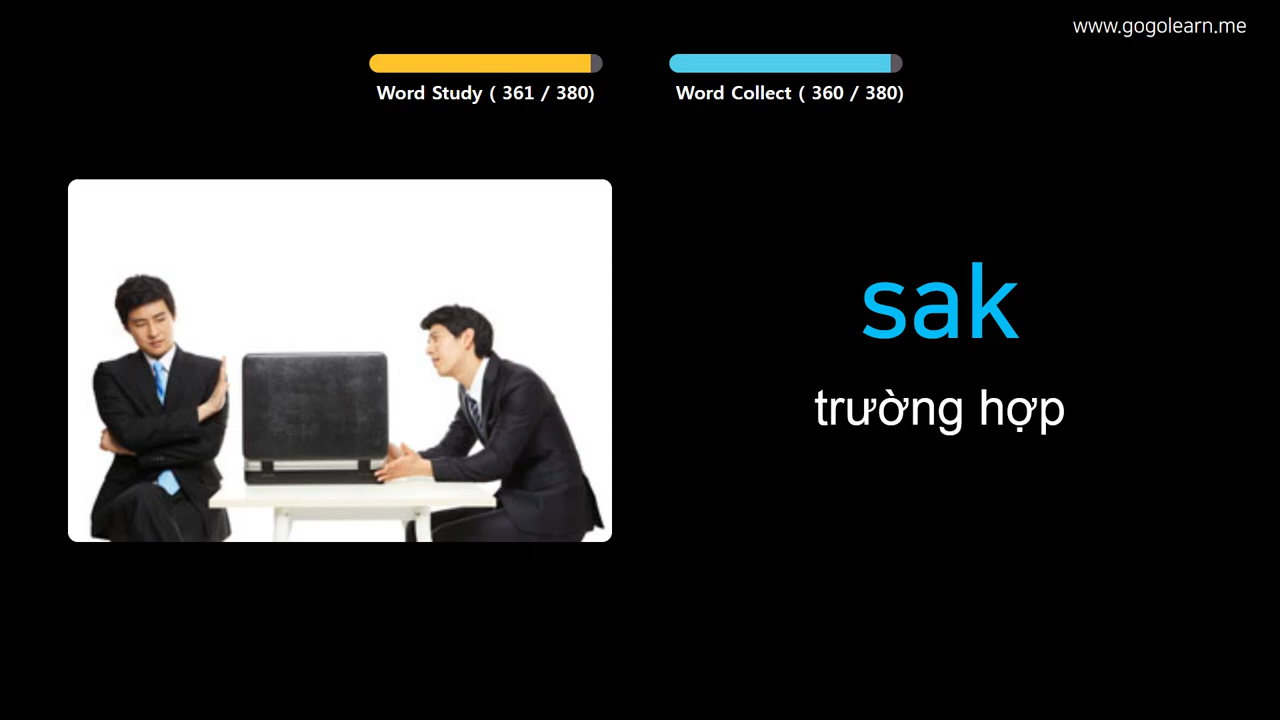 www.gogolearn.me
Word Study ( 361 / 380)
Word Collect ( 360 / 380)
sak
trường hợp